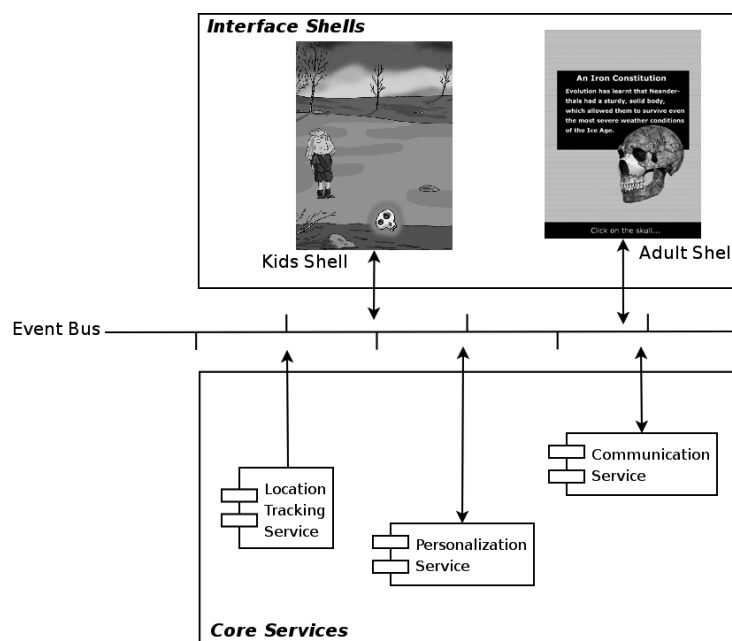 Interface Shells
An Iron Constitution
Evolution has learnt that Neander-
thals had a sturdy, solid body,
which allowed them to survive even
the most severe weather conditions
of the Ice Age.
Click on the skull...
Kids Shell
Adult Shel
Event Bus
Communication
Service
Location
Tracking
Service
Personalization
Service
Core Services